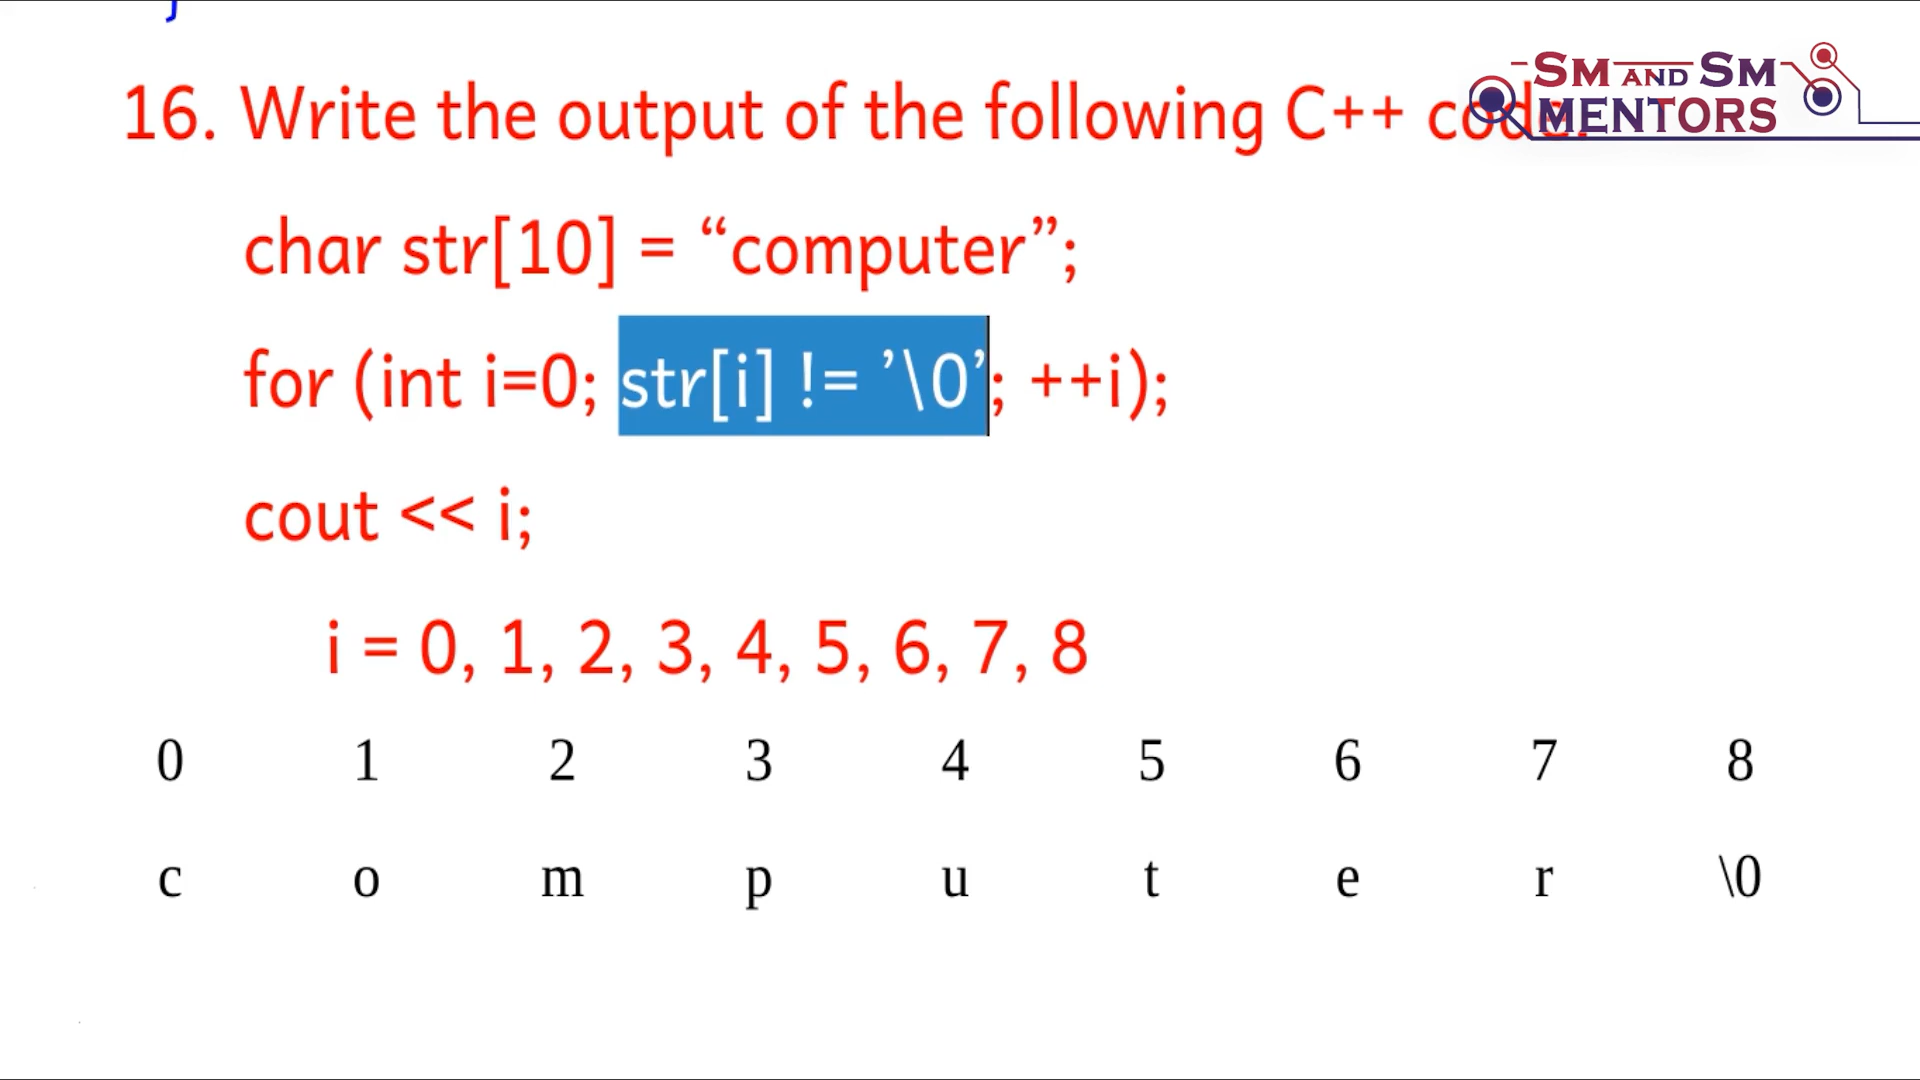 SM AND SM
MENTORS
16. Write the output of the following C++ code.
char str[10] = “computer”;
for (int i=0; str[i] != ’\0’; ++i);
cout << i;
i = 0, 1, 2, 3, 4, 5, 6, 7, 8
0 1 2 3 4 5 6 7 8
c o m p u t e r \0